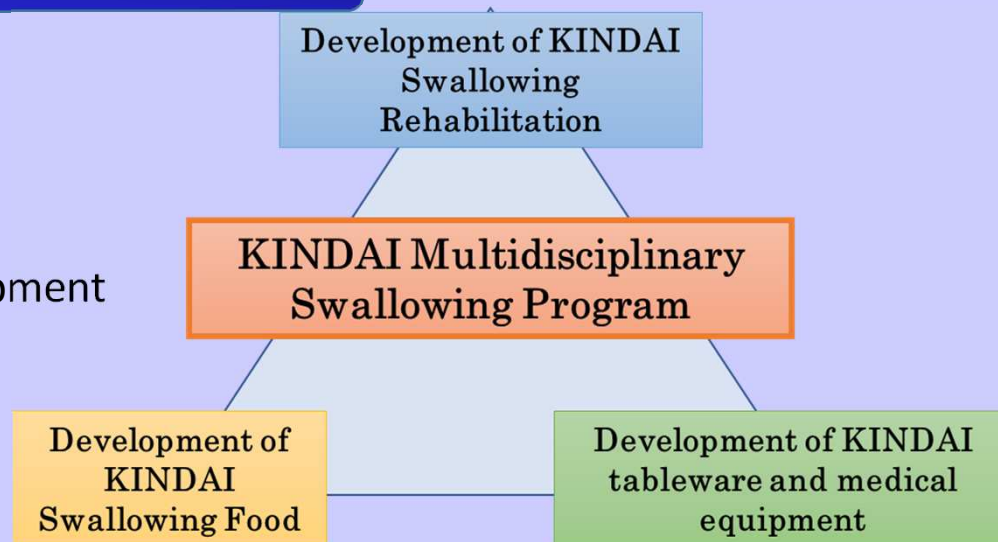 Development of KINDAI
Swallowing
Rehabilitation
KINDAI Multidisciplinary
Swallowing Program
Development of
KINDAI
Swallowing Food
Development of KINDAI
tableware and medical
equipment